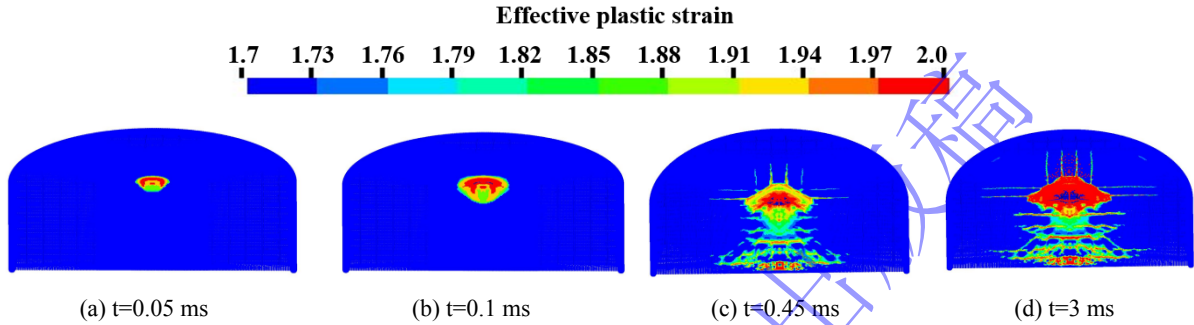 Effective plastic strain
1.7 1.73 1.76 1.79 1.82 1.85 1.88 1.91 1.94 1.97 2.0
(a) t=0.05 ms (b) t=0.1 ms (c) t=0.45 ms (d) t=3 ms
稿